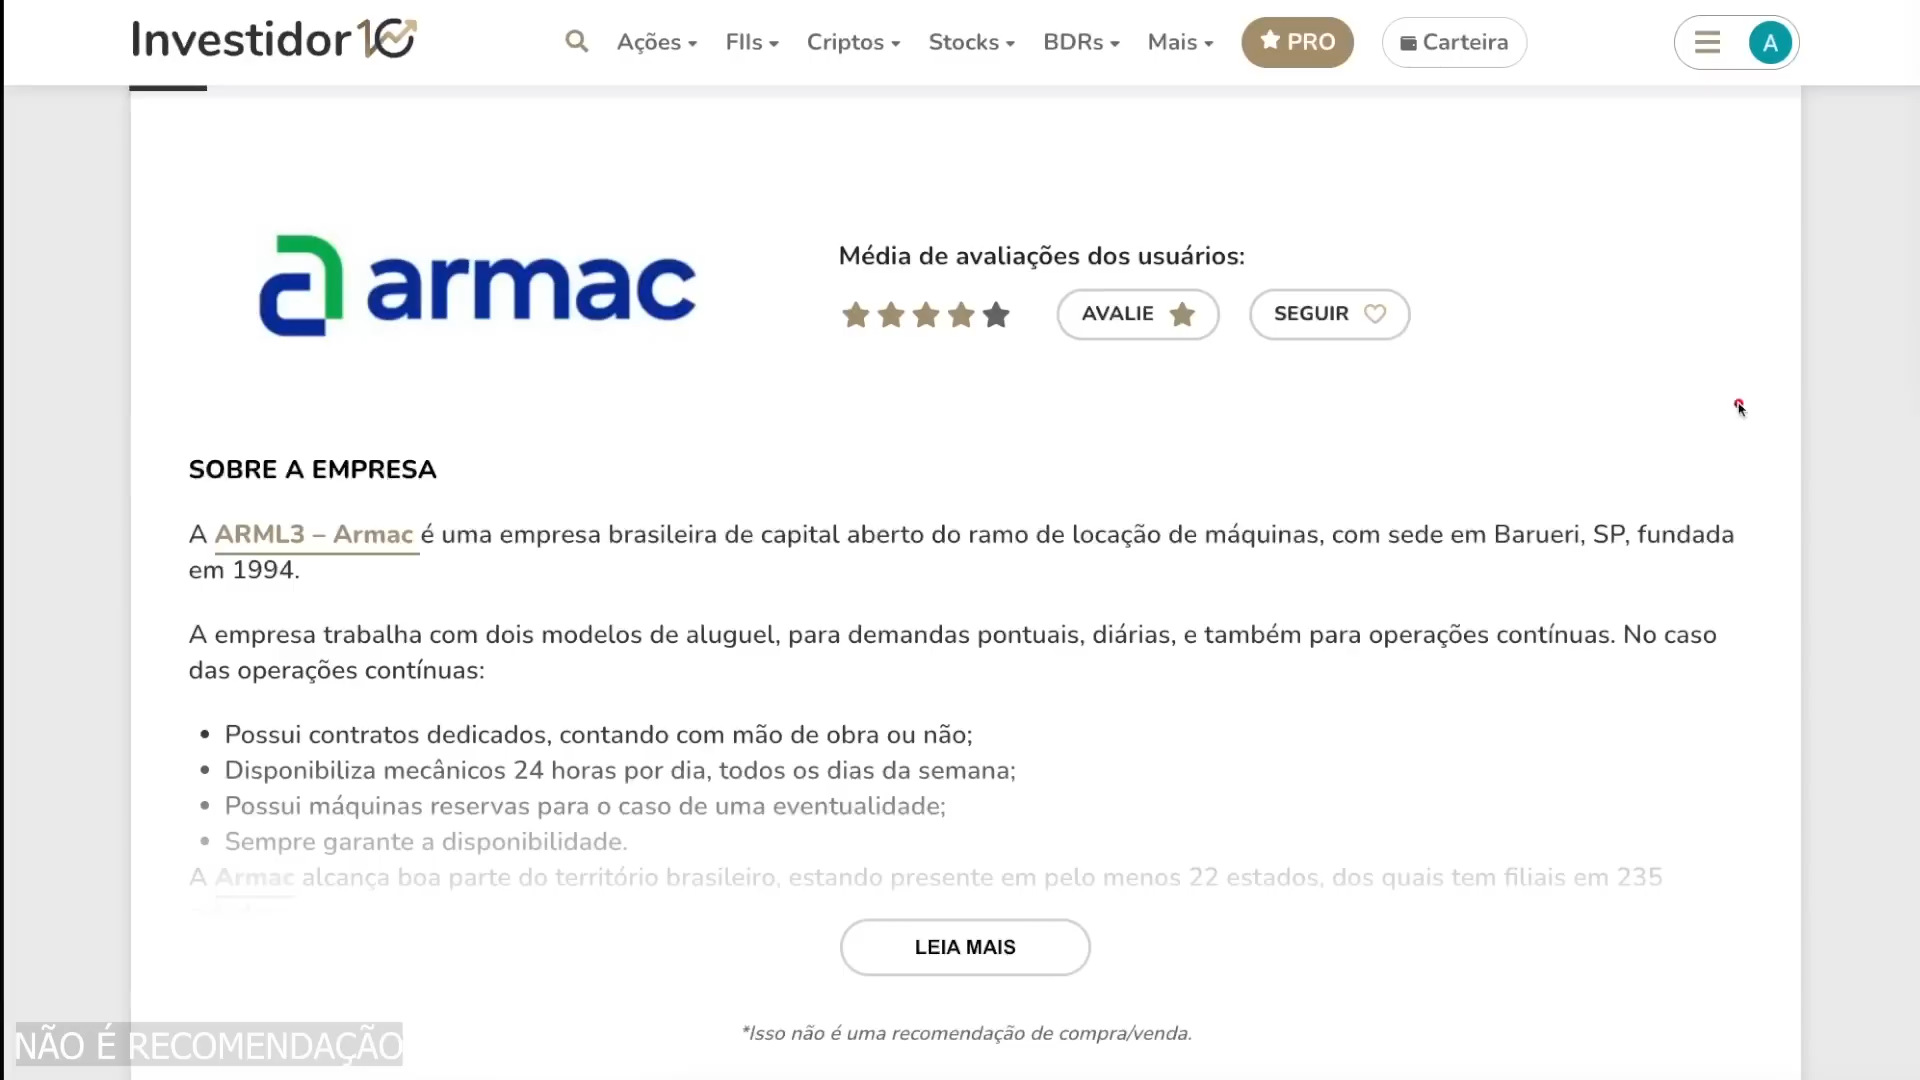 Investidor10
Ações
FIIs
Criptos
Stocks
BDRs
Mais
PRO
Carteira
A
armac
Média de avaliações dos usuários:
AVALIE
SEGUIR
SOBRE A EMPRESA
A ARML3 – Armac é uma empresa brasileira de capital aberto do ramo de locação de máquinas, com sede em Barueri, SP, fundada
em 1994.
A empresa trabalha com dois modelos de aluguel, para demandas pontuais, diárias, e também para operações contínuas. No caso
das operações contínuas:
• Possui contratos dedicados, contando com mão de obra ou não;
• Disponibiliza mecânicos 24 horas por dia, todos os dias da semana;
• Possui máquinas reservas para o caso de uma eventualidade;
• Sempre garante a disponibilidade.
A Armac alcança boa parte do território brasileiro, estando presente em pelo menos 22 estados, dos quais tem filiais em 235
LEIA MAIS
*Isso não é uma recomendação de compra/venda.
NÃO É RECOMENDAÇÃO